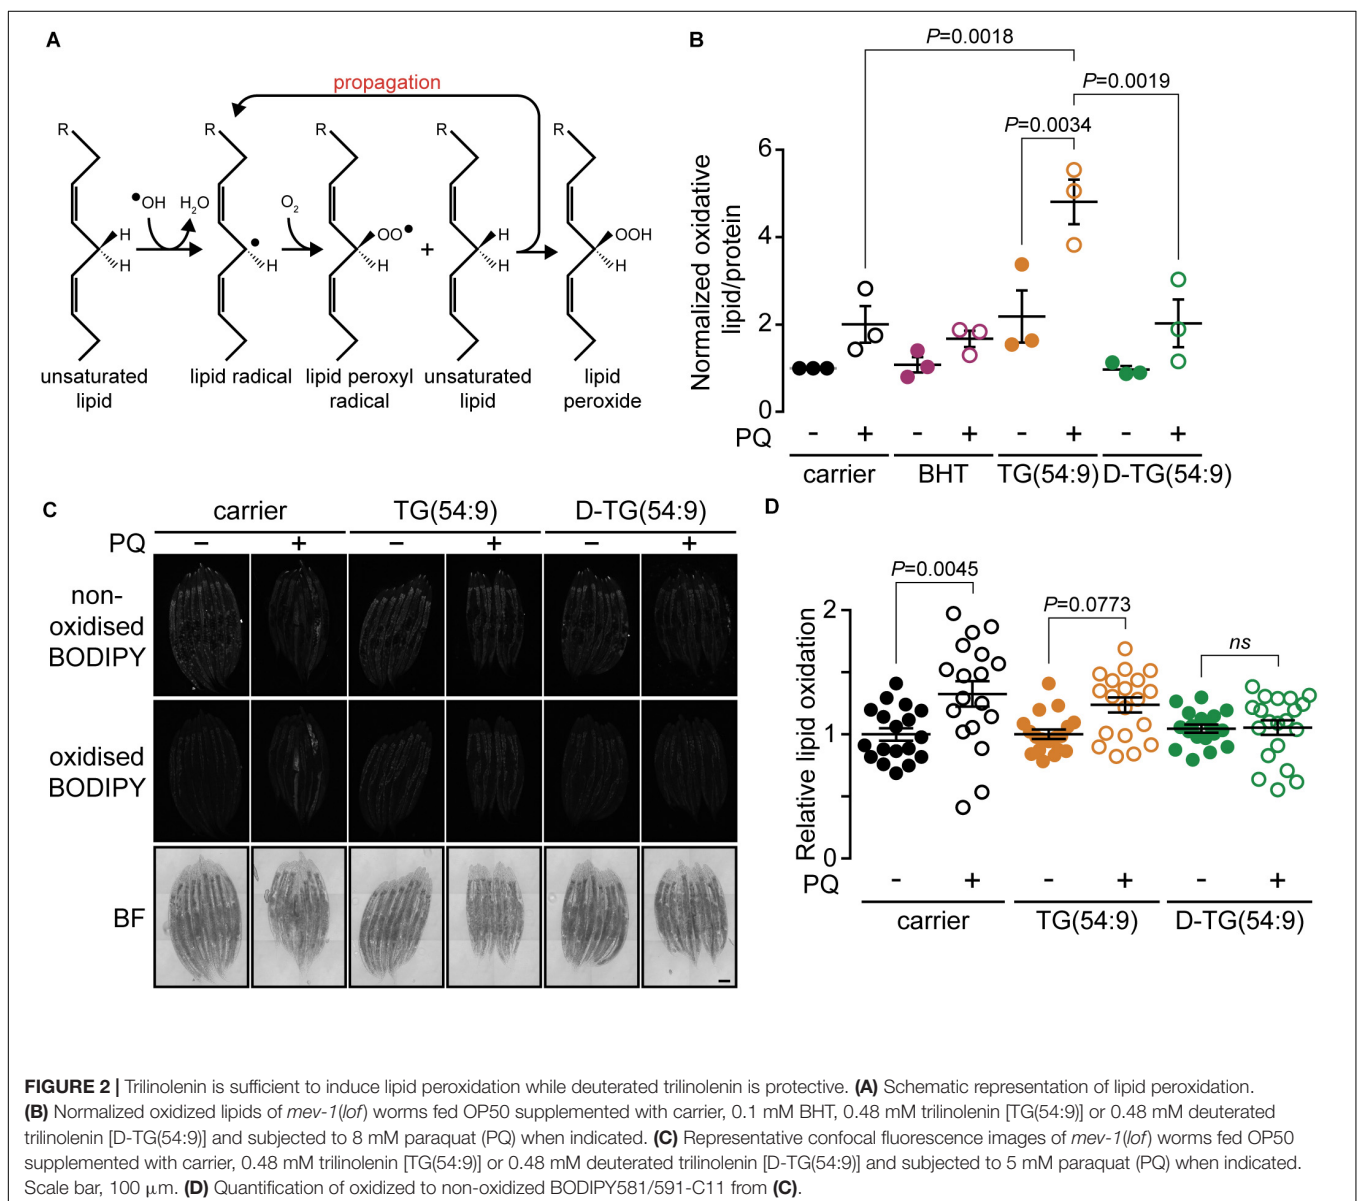 A
propagation
R R R R R
•OH H2O O2
H H OO• H OOH
H H + H H
unsaturated lipid radical lipid peroxyl unsaturated lipid
lipid radical lipid peroxide
B
P=0.0018
P=0.0019
P=0.0034
Normalized oxidative
lipid/protein
6
4
2
0
PQ - + - + - + - +
carrier BHT TG(54:9) D-TG(54:9)
C
carrier TG(54:9) D-TG(54:9)
PQ − + − + − +
non-
oxidised
BODIPY
oxidised
BODIPY
BF
D
P=0.0045
P=0.0773
ns
Relative lipid oxidation
2
1
0
PQ - + - + - +
carrier TG(54:9) D-TG(54:9)
FIGURE 2 | Trilinolenin is sufficient to induce lipid peroxidation while deuterated trilinolenin is protective. (A) Schematic representation of lipid peroxidation.
(B) Normalized oxidized lipids of mev-1(lof) worms fed OP50 supplemented with carrier, 0.1 mM BHT, 0.48 mM trilinolenin [TG(54:9)] or 0.48 mM deuterated
trilinolenin [D-TG(54:9)] and subjected to 8 mM paraquat (PQ) when indicated. (C) Representative confocal fluorescence images of mev-1(lof) worms fed OP50
supplemented with carrier, 0.48 mM trilinolenin [TG(54:9)] or 0.48 mM deuterated trilinolenin [D-TG(54:9)] and subjected to 5 mM paraquat (PQ) when indicated.
Scale bar, 100 μm. (D) Quantification of oxidized to non-oxidized BODIPY581/591-C11 from (C).